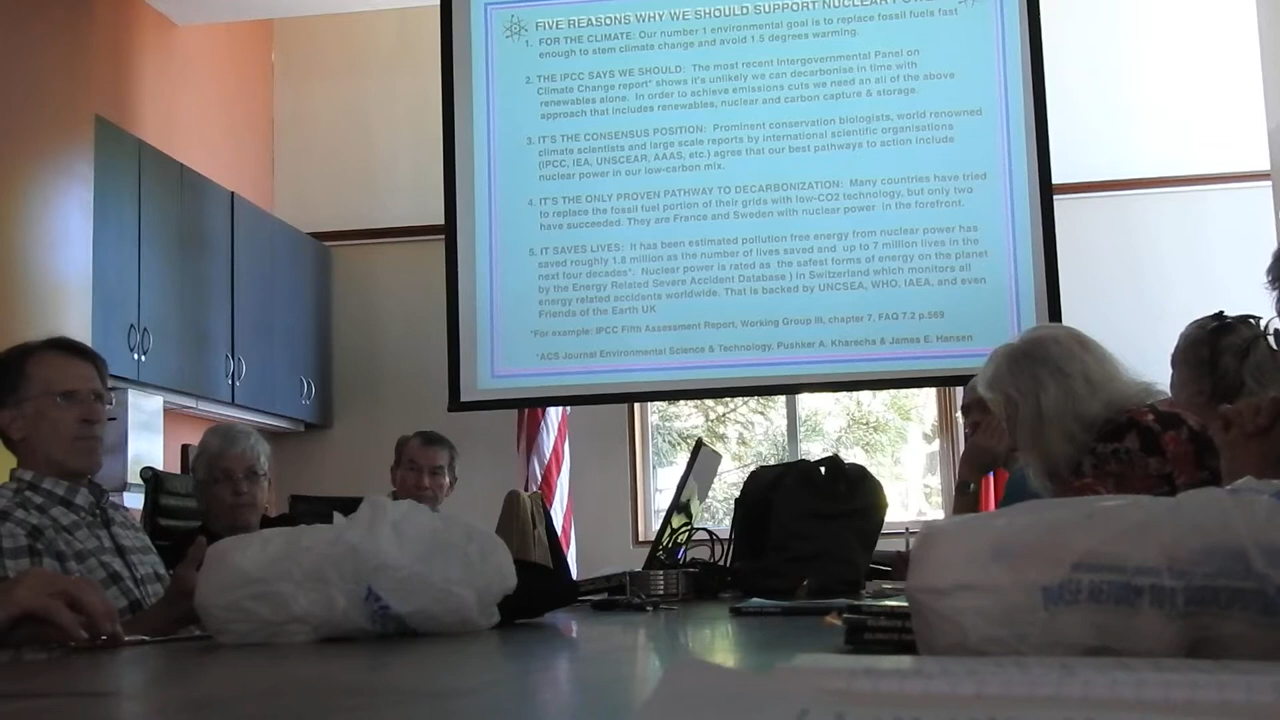 FIVE REASONS WHY WE SHOULD SUPPORT NUCLEAR
1. FOR THE CLIMATE: Our number 1 environmental goal is to replace fossil fuels fast
enough to stem climate change and avoid 1.5 degrees warming.
2. THE IPCC SAYS WE SHOULD: The most recent Intergovernmental Panel on
Climate Change report* shows it's unlikely we can decarbonise in time with
renewables alone. In order to achieve emissions cuts we need an all of the above
approach that includes renewables, nuclear and carbon capture & storage.
3. IT'S THE CONSENSUS POSITION: Prominent conservation biologists, world renowned
climate scientists and large scale reports by international scientific organisations
(IPCC, IEA, UNSCEAR, AAAS, etc.) agree that our best pathways to action include
nuclear power in our low-carbon mix.
4. IT'S THE ONLY PROVEN PATHWAY TO DECARBONIZATION: Many countries have tried
to replace the fossil fuel portion of their grids with low-CO2 technology, but only two
have succeeded. They are France and Sweden with nuclear power in the forefront.
5. IT SAVES LIVES: It has been estimated pollution free energy from nuclear power has
saved roughly 1.8 million as the number of lives saved and up to 7 million lives in the
next four decades*. Nuclear power is rated as the safest forms of energy on the planet
by the Energy Related Severe Accident Database ) in Switzerland which monitors all
energy related accidents worldwide. That is backed by UNCSEA, WHO, IAEA, and even
Friends of the Earth UK
*For example: IPCC Fifth Assessment Report, Working Group III, chapter 7, FAQ 7.2 p.569
*ACS Journal Environmental Science & Technology, Pushker A. Kharecha & James E. Hansen